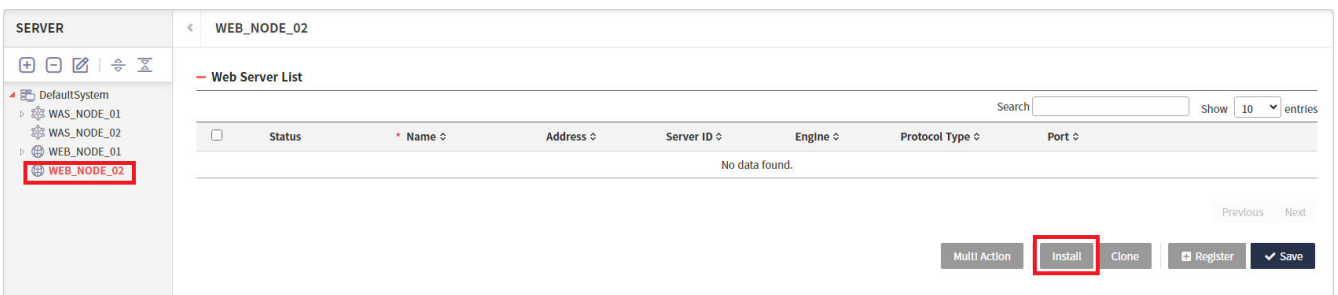 SERVER
WEB_NODE_02
DefaultSystem
WAS_NODE_01
WAS_NODE_02
WEB_NODE_01
WEB_NODE_02
Web Server List
Search Show 10 entries
Status * Name Address Server ID Engine Protocol Type Port
No data found.
Previous Next
Multi Action Install Clone Register Save